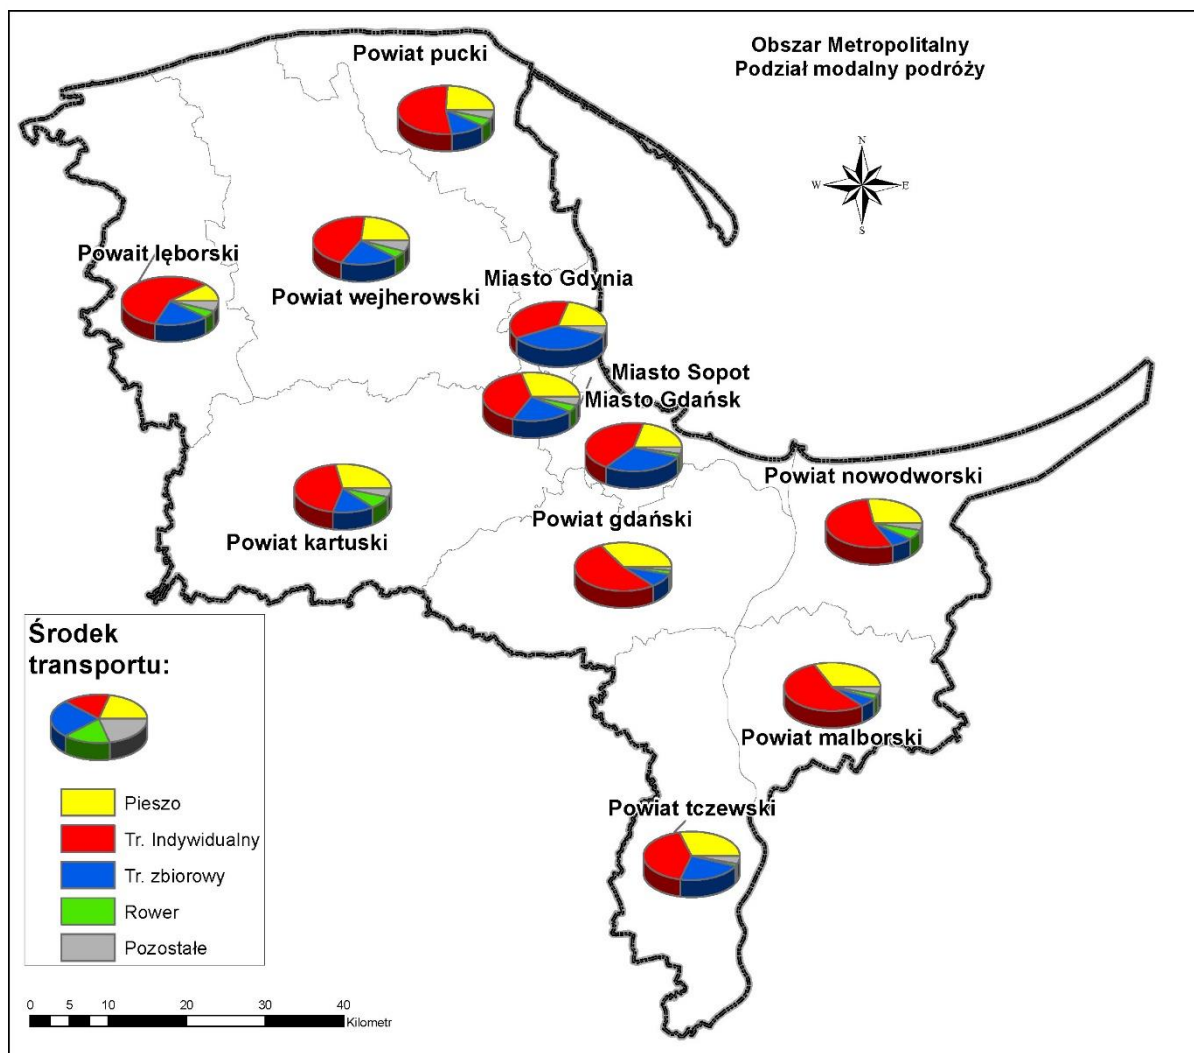 Obszar Metropolitalny
Podział modalny podróży
Powiat pucki
N
W
E
S
Powait lęborski
Powiat wejherowski
Miasto Gdynia
Miasto Sopot
Miasto Gdańsk
Powiat nowodworski
Powiat gdański
Powiat kartuski
Powiat malborski
Powiat tczewski
Środek
transportu:
Pieszo
Tr. Indywidualny
Tr. zbiorowy
Rower
Pozostałe
0 5 10 20 30 40
Kilometr